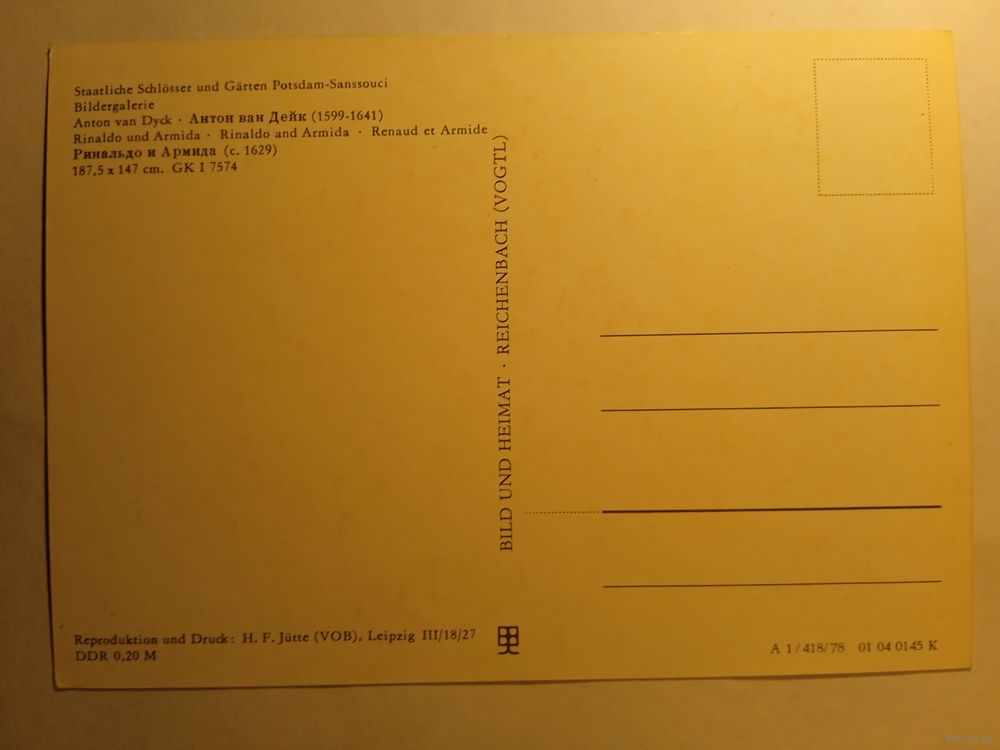 Staatliche Schlösser und Gärten Potsdam-Sanssouci
Bildergalerie
Anton van Dyck · Антон ван Дейк (1599-1641)
Rinaldo und Armida · Rinaldo and Armida · Renaud et Armide
Ринальдо и Армида (c. 1629)
187,5 x 147 cm. GK I 7574
BILD UND HEIMAT · REICHENBACH (VOGTL)
Reproduktion und Druck: H. F. Jütte (VOB), Leipzig III/18/27
DDR 0,20 M
A 1/418/78 01 04 0145 K